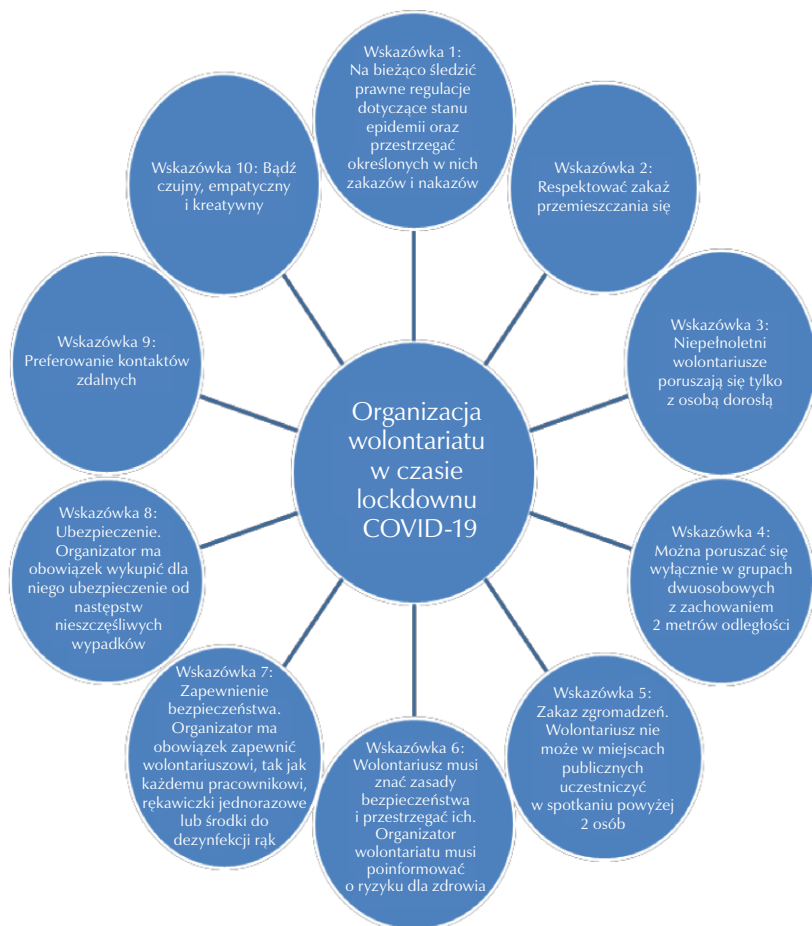 Wskazówka 1:
Na bieżąco śledzić
prawne regulacje
dotyczące stanu
epidemii oraz
przestrzegać
określonych w nich
zakazów i nakazów
Wskazówka 2:
Respektować zakaż
przemieszczania się
Wskazówka 3:
Niepełnoletni
wolontariusze
poruszają się tylko
z osobą dorosłą
Wskazówka 4:
Można poruszać się
wyłącznie w grupach
dwuosobowych
z zachowaniem
2 metrów odległości
Wskazówka 5:
Zakaz zgromadzeń.
Wolontariusz nie
może w miejscach
publicznych
uczestniczyć
w spotkaniu powyżej
2 osób
Wskazówka 6:
Wolontariusz musi
znać zasady
bezpieczeństwa
i przestrzegać ich.
Organizator
wolontariatu musi
poinformować
o ryzyku dla zdrowia
Wskazówka 7:
Zapewnienie
bezpieczeństwa.
Organizator ma
obowiązek zapewnić
wolontariuszowi, tak jak
każdemu pracownikowi,
rękawiczki jednorazowe
lub środki do
dezynfekcji rąk
Wskazówka 8:
Ubezpieczenie.
Organizator ma
obowiązek wykupić dla
niego ubezpieczenie od
następstw
nieszczęśliwych
wypadków
Wskazówka 9:
Preferowanie kontaktów
zdalnych
Wskazówka 10: Bądź
czujny, empatyczny
i kreatywny
Organizacja
wolontariatu
w czasie
lockdownu
COVID-19